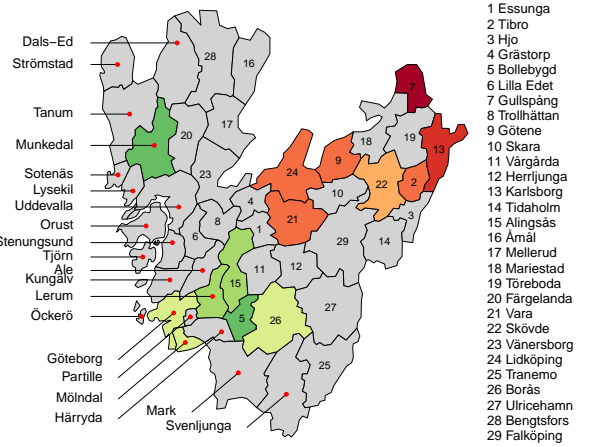 Dals–Ed
Strömstad
Tanum
Munkedal
Sotenäs
Lysekil
Uddevalla
Orust
Stenungsund
Tjörn
Ale
Kungälv
Lerum
Öckerö
Göteborg
Partille
Mölndal
Härryda
Mark
Svenljunga
28
16
7
17
20
18
19
13
9
24
23
10
22
2
4
21
3
8
1
6
29
14
11
12
15
27
5
26
25
1 Essunga
2 Tibro
3 Hjo
4 Grästorp
5 Bollebygd
6 Lilla Edet
7 Gullspång
8 Trollhättan
9 Götene
10 Skara
11 Vårgårda
12 Herrljunga
13 Karlsborg
14 Tidaholm
15 Alingsås
16 Åmål
17 Mellerud
18 Mariestad
19 Töreboda
20 Färgelanda
21 Vara
22 Skövde
23 Vänersborg
24 Lidköping
25 Tranemo
26 Borås
27 Ulricehamn
28 Bengtsfors
29 Falköping